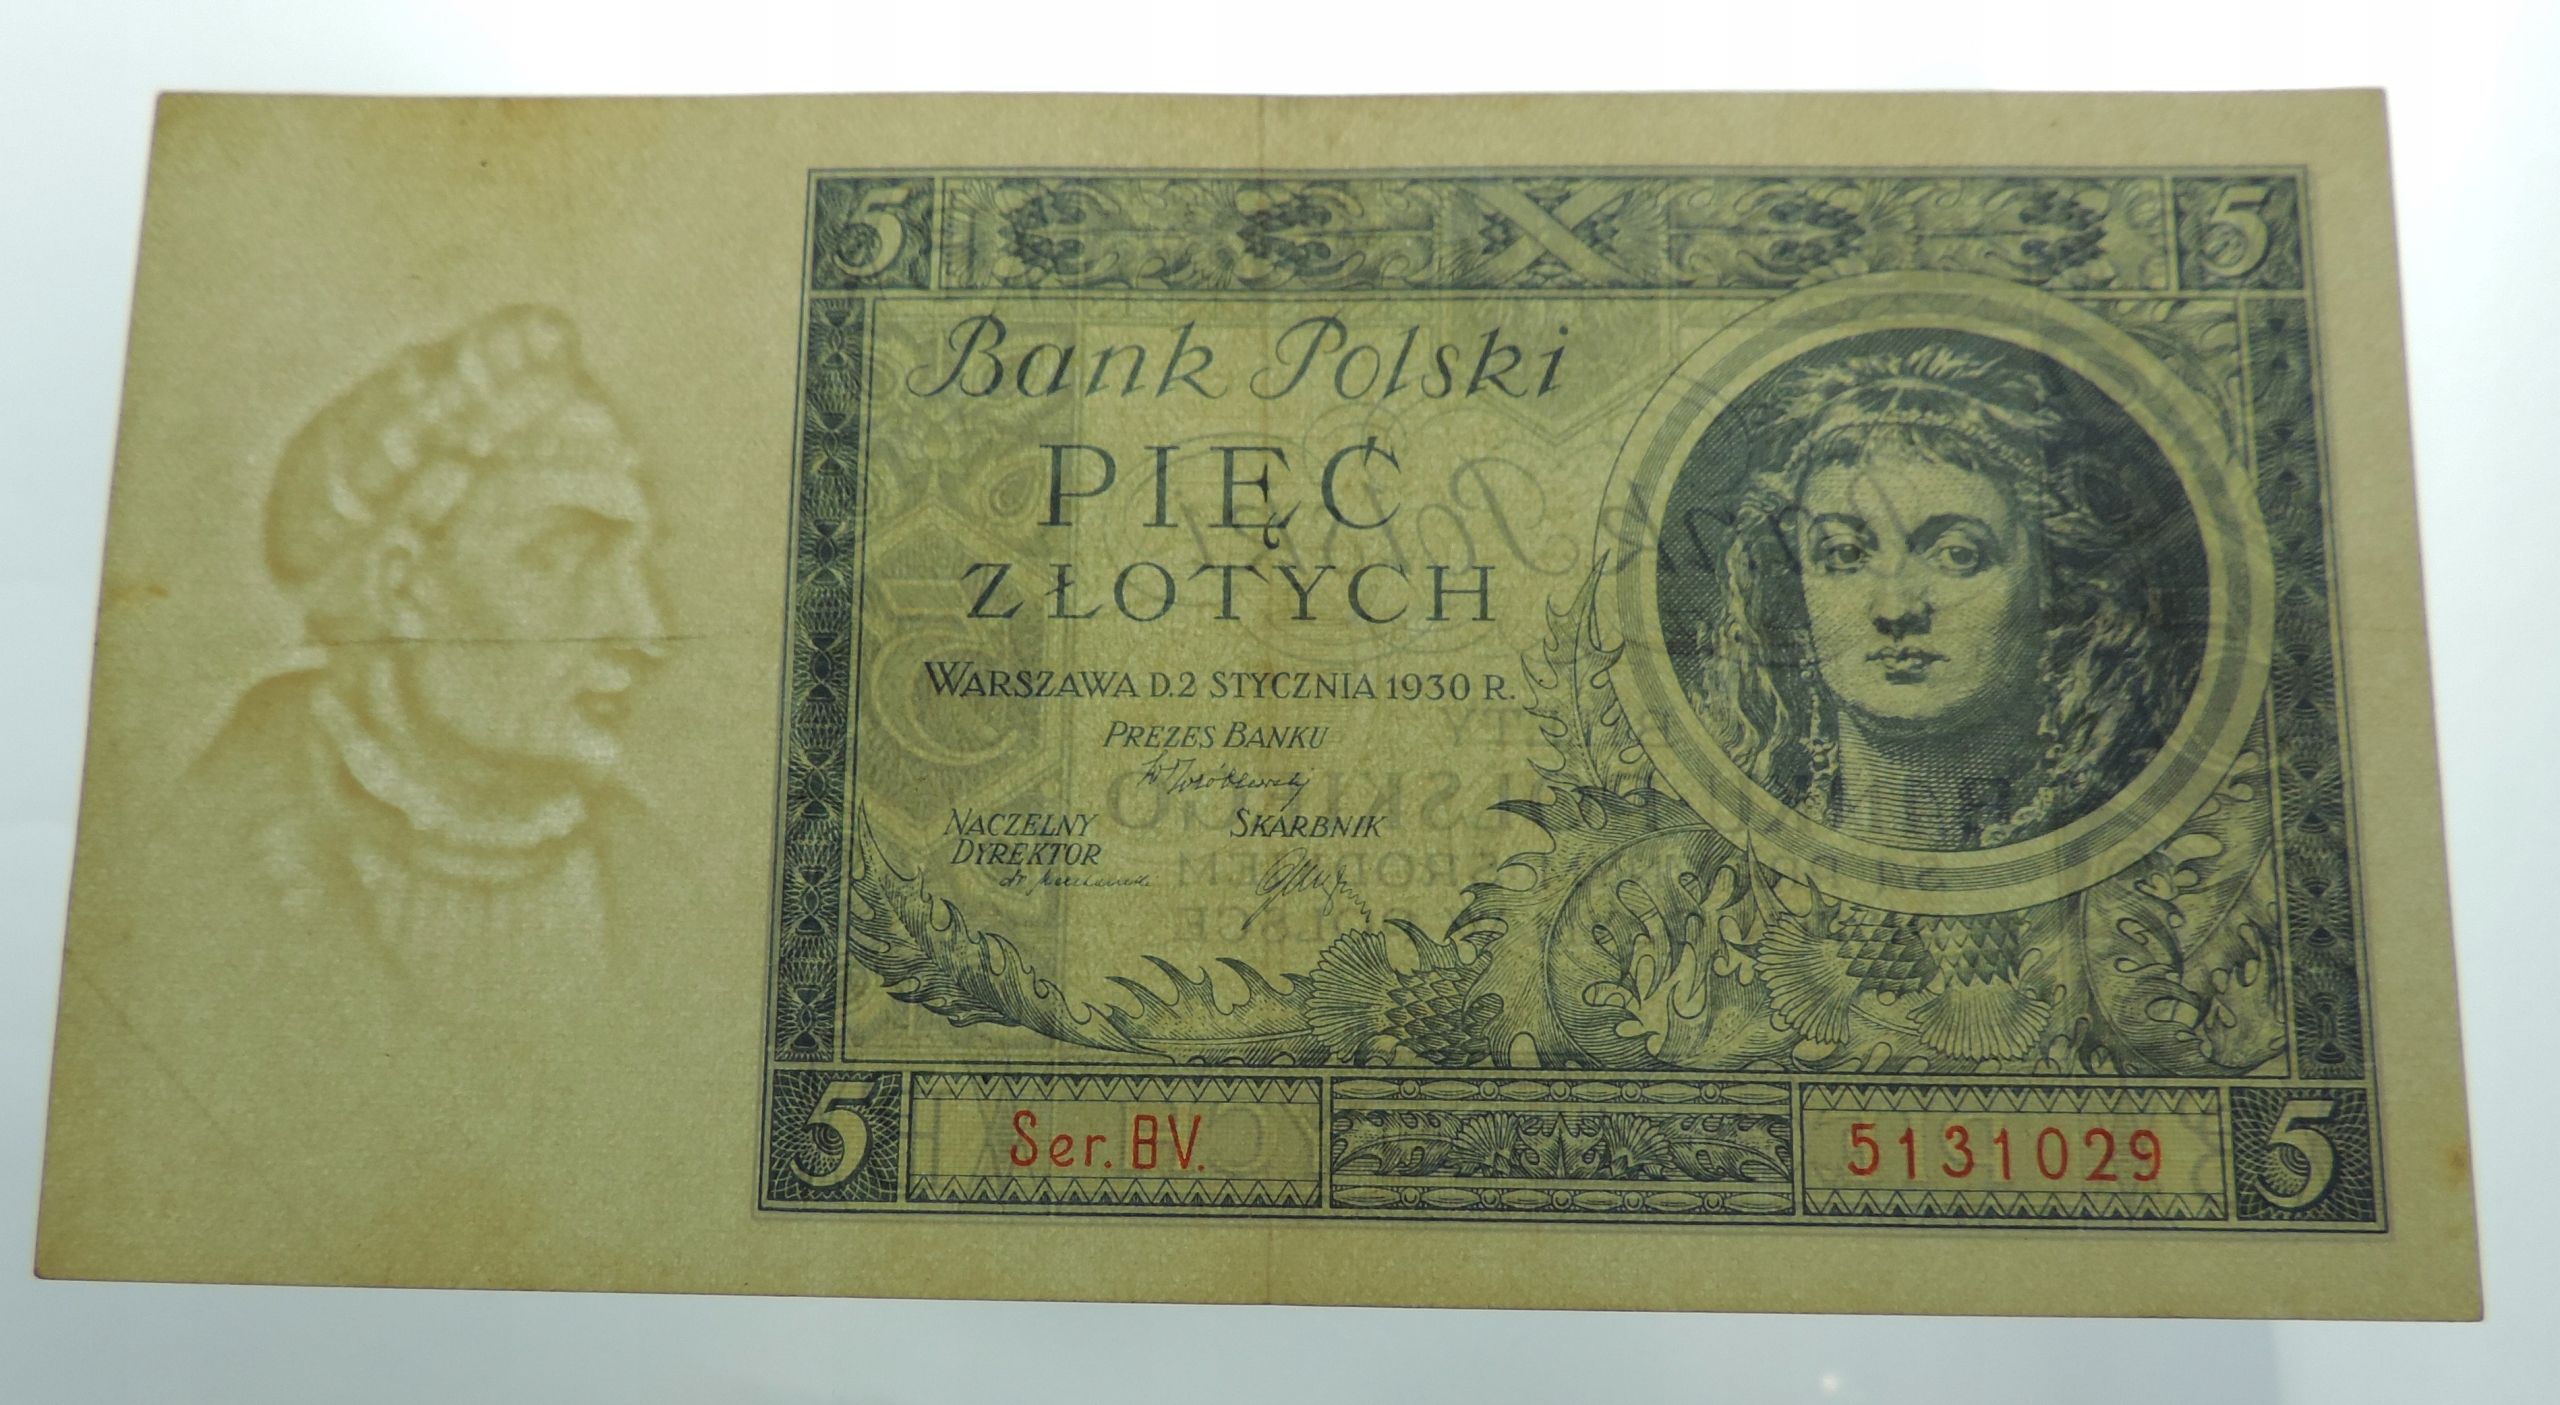 5 5
Bank Polski
PIĘĆ
ZŁOTYCH
WARSZAWA D. 2 STYCZNIA 1930 R.
PREZES BANKU
NACZELNY SKARBNIK
DYREKTOR
5 Ser. BV. 5131029 5